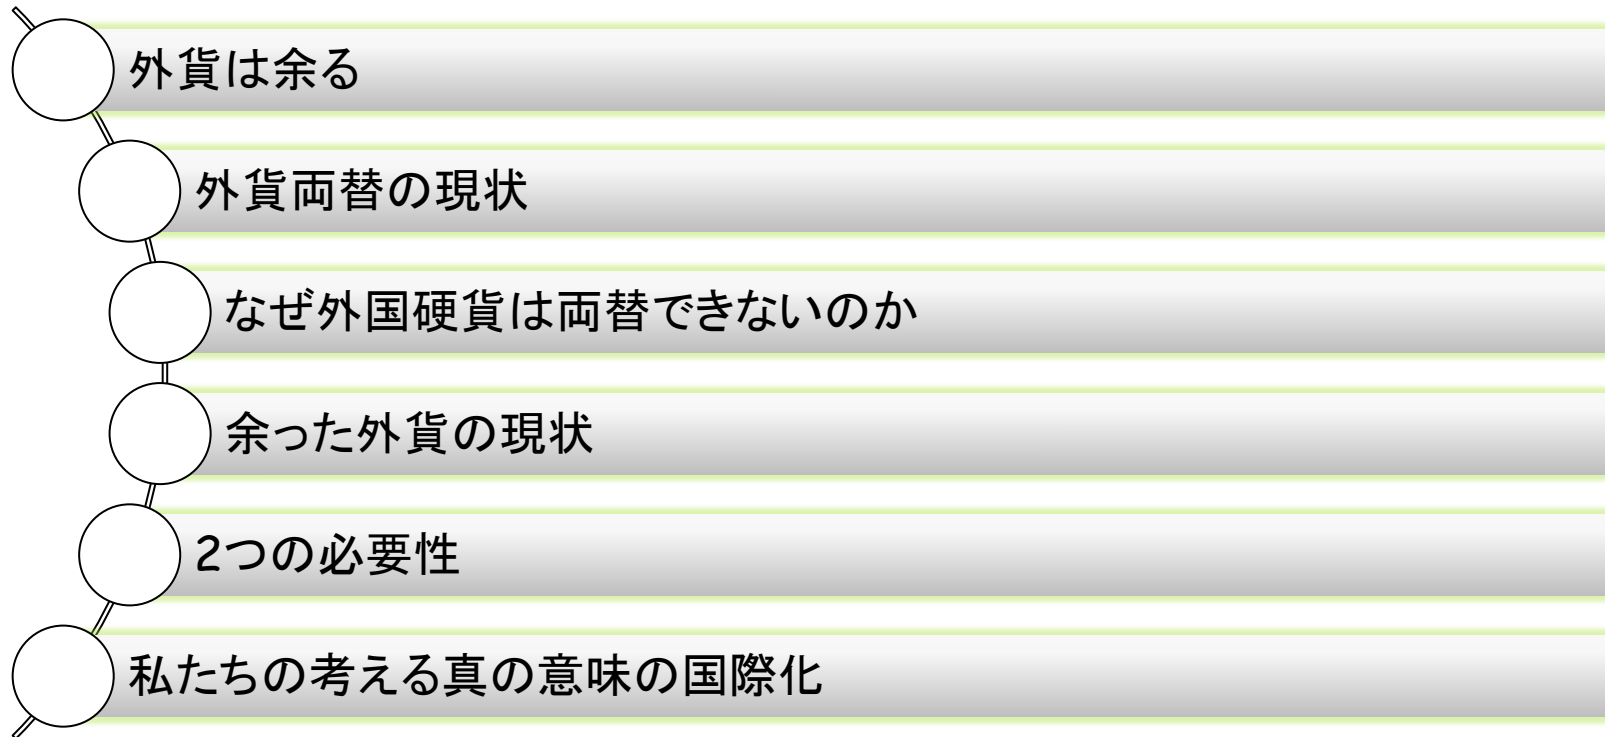 外貨は余る
外貨両替の現状
なぜ外国硬貨は両替できないのか
余った外貨の現状
2つの必要性
私たちの考える真の意味の国際化